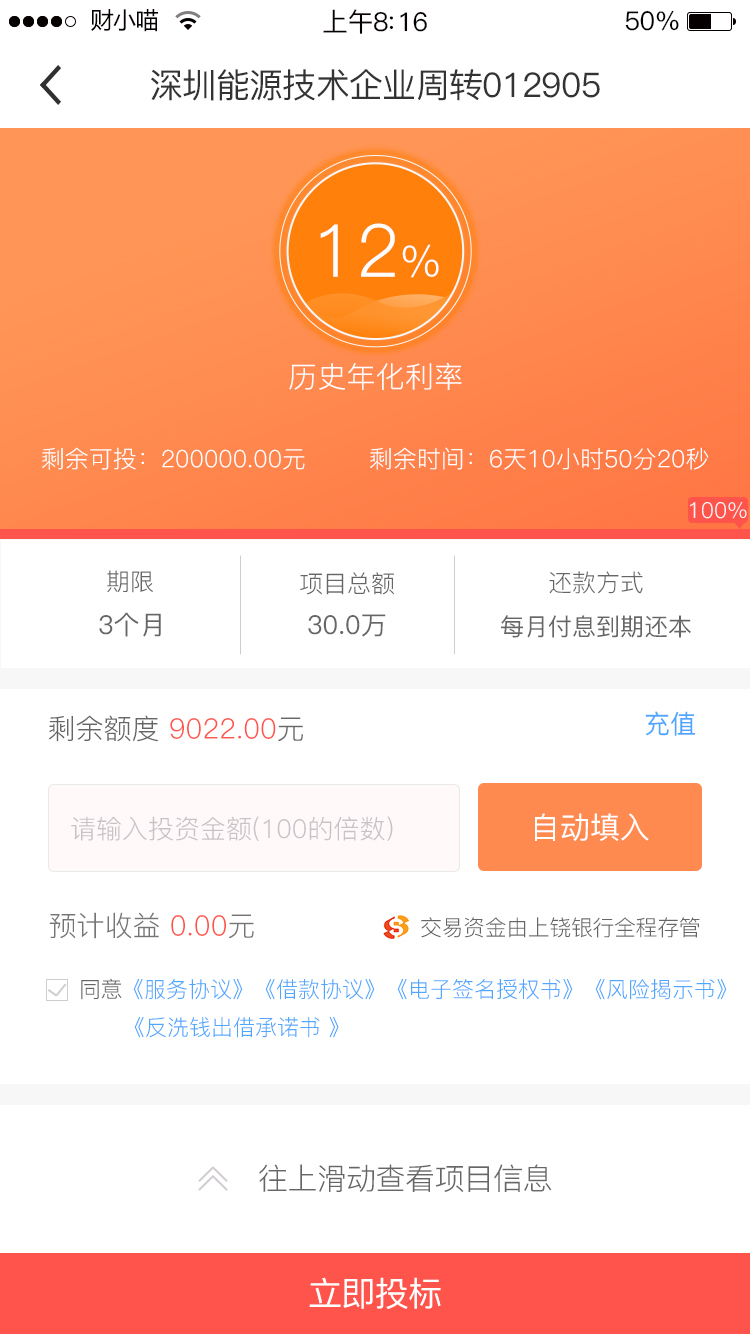 财小喵 上午8:16 50%
深圳能源技术企业周转012905
12%
历史年化利率
剩余可投：200000.00元 剩余时间：6天10小时50分20秒
100%
期限 项目总额 还款方式
3个月 30.0万 每月付息到期还本
剩余额度 9022.00元 充值
请输入投资金额(100的倍数) 自动填入
预计收益 0.00元 交易资金由上饶银行全程存管
同意《服务协议》《借款协议》《电子签名授权书》《风险揭示书》
《反洗钱出借承诺书 》
往上滑动查看项目信息
立即投标